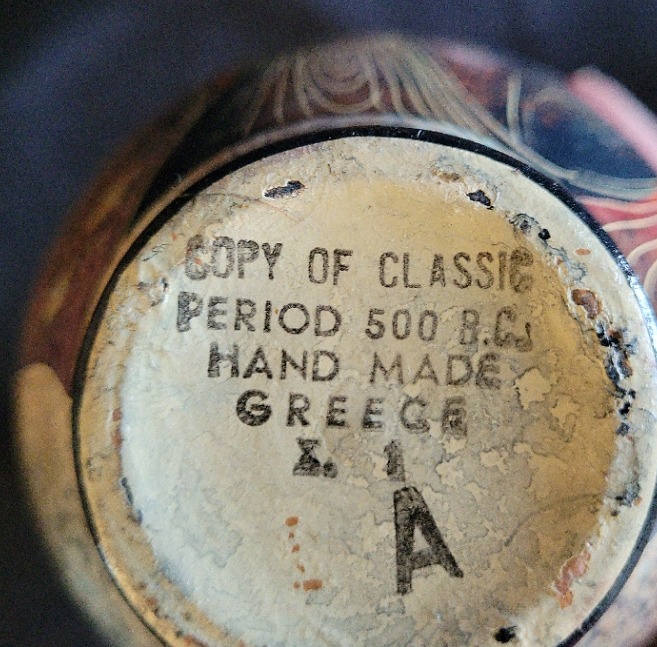 COPY OF CLASSIC
PERIOD 500 B.C.
HAND MADE
GREECE
Σ. 1
A